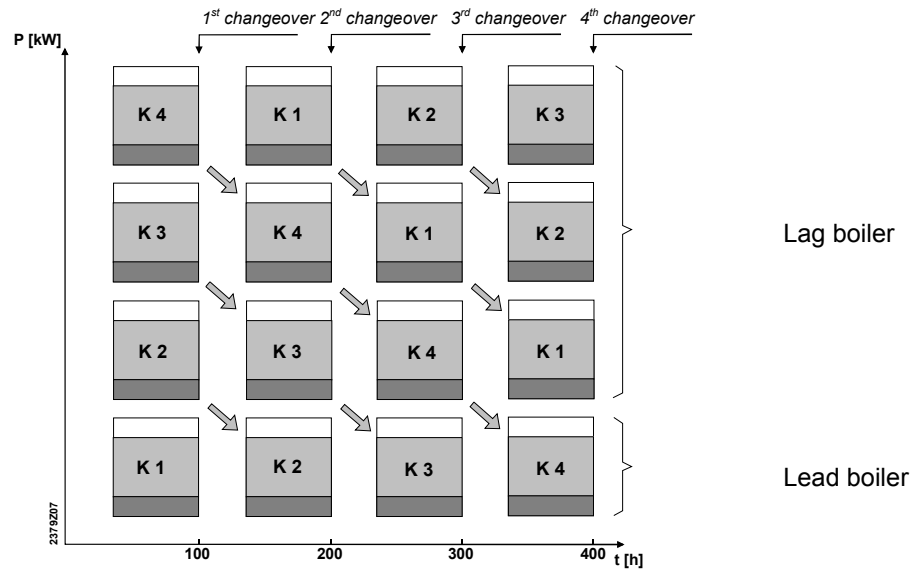 1st changeover 2nd changeover 3rd changeover 4th changeover
P [kW]
K 4 K 1 K 2 K 3
K 3 K 4 K 1 K 2
Lag boiler
K 2 K 3 K 4 K 1
K 1 K 2 K 3 K 4
Lead boiler
2379Z07
100 200 300 400
t [h]